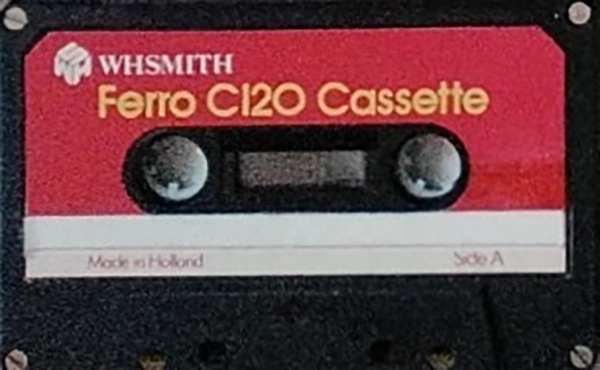 WHSMITH
Ferro C120 Cassette
Made in Holland
Side A